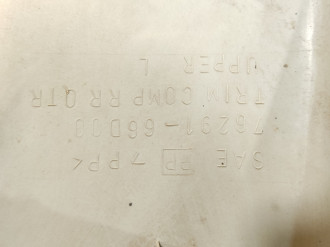 SAE PP >PP<
76291-66D00
TRIM COMP RR QTR
UPPER L